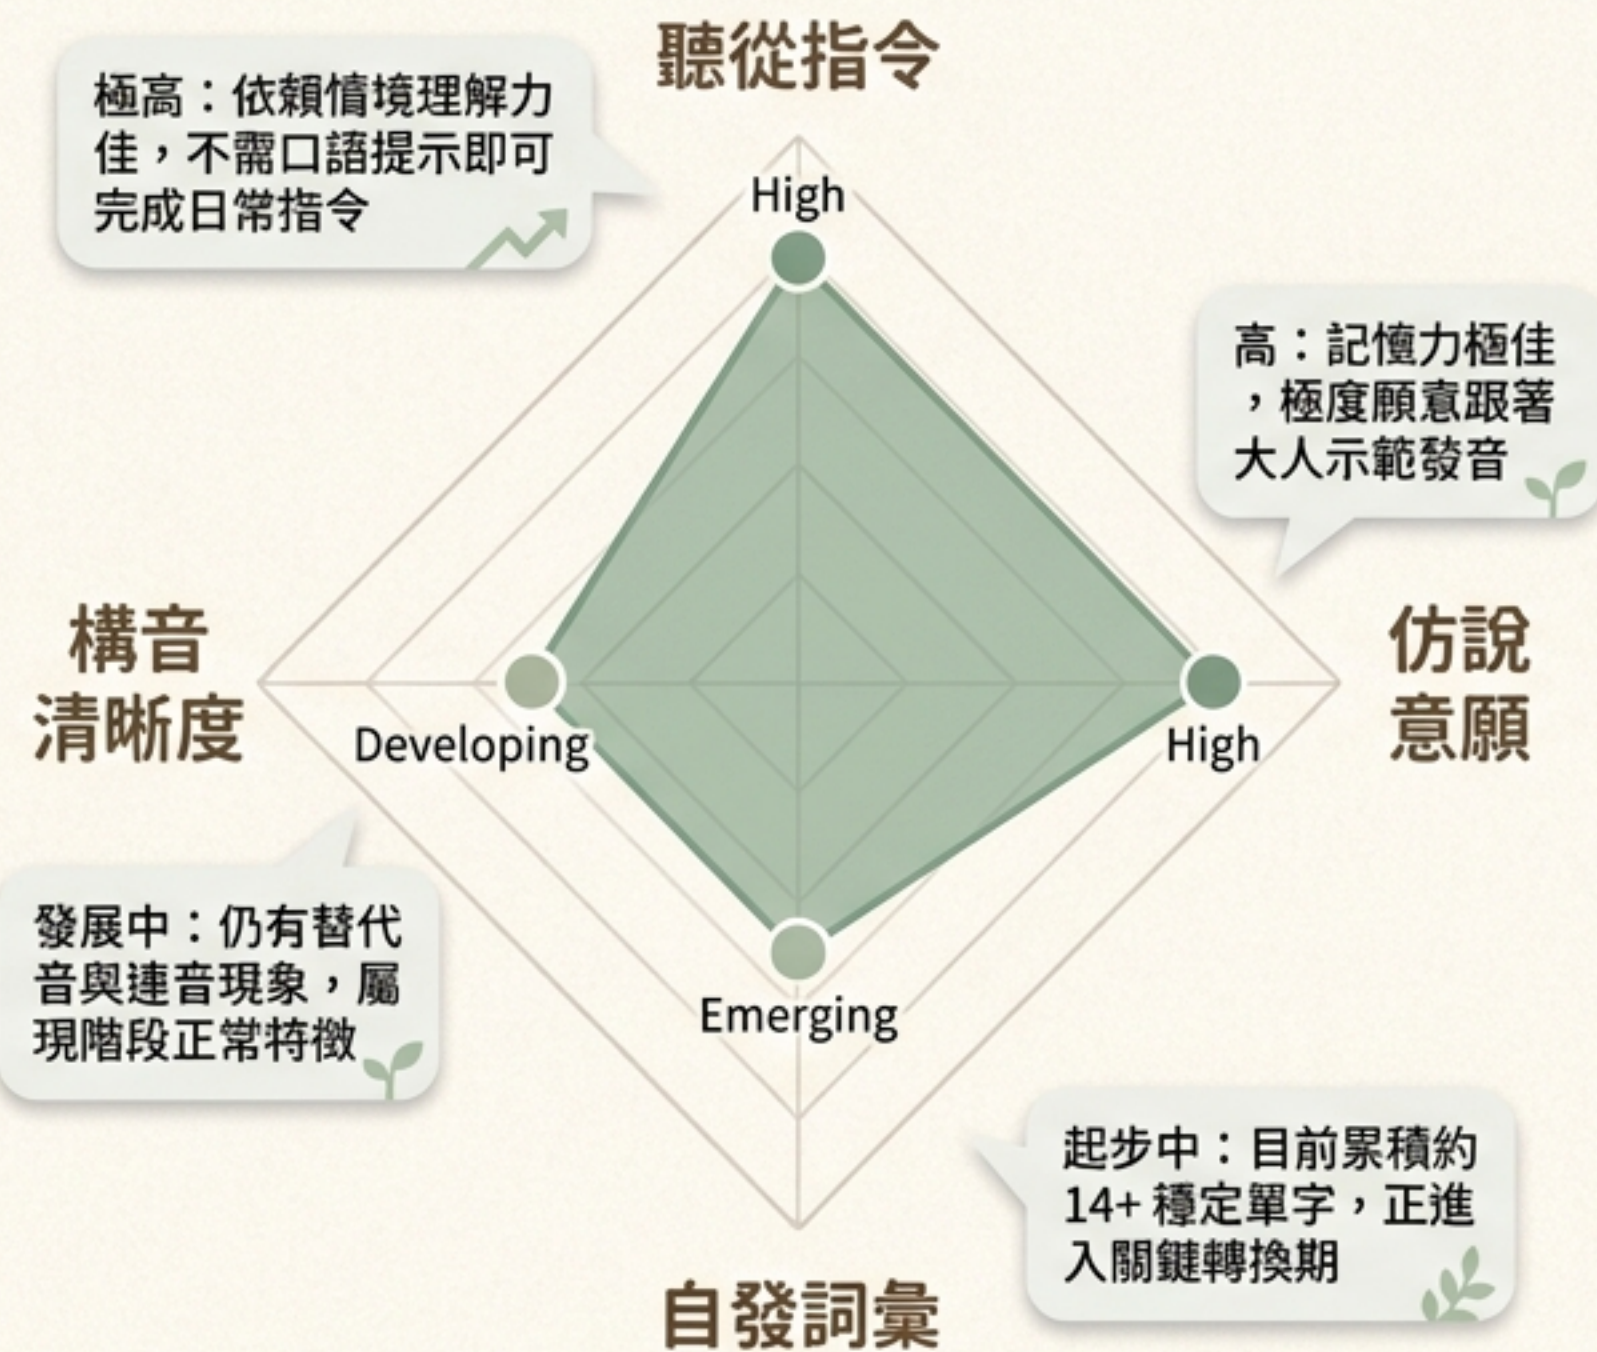 聽從指令
極高：依賴情境理解力
佳，不需口語提示即可
完成日常指令
High
高：記憶力極佳
，極度願意跟著
大人示範發音
構音
清晰度
仿說
意願
Developing
High
發展中：仍有替代
音與連音現象，屬
現階段正常特徵
Emerging
起步中：目前累積約
14+ 穩定單字，正進
入關鍵轉換期
自發詞彙